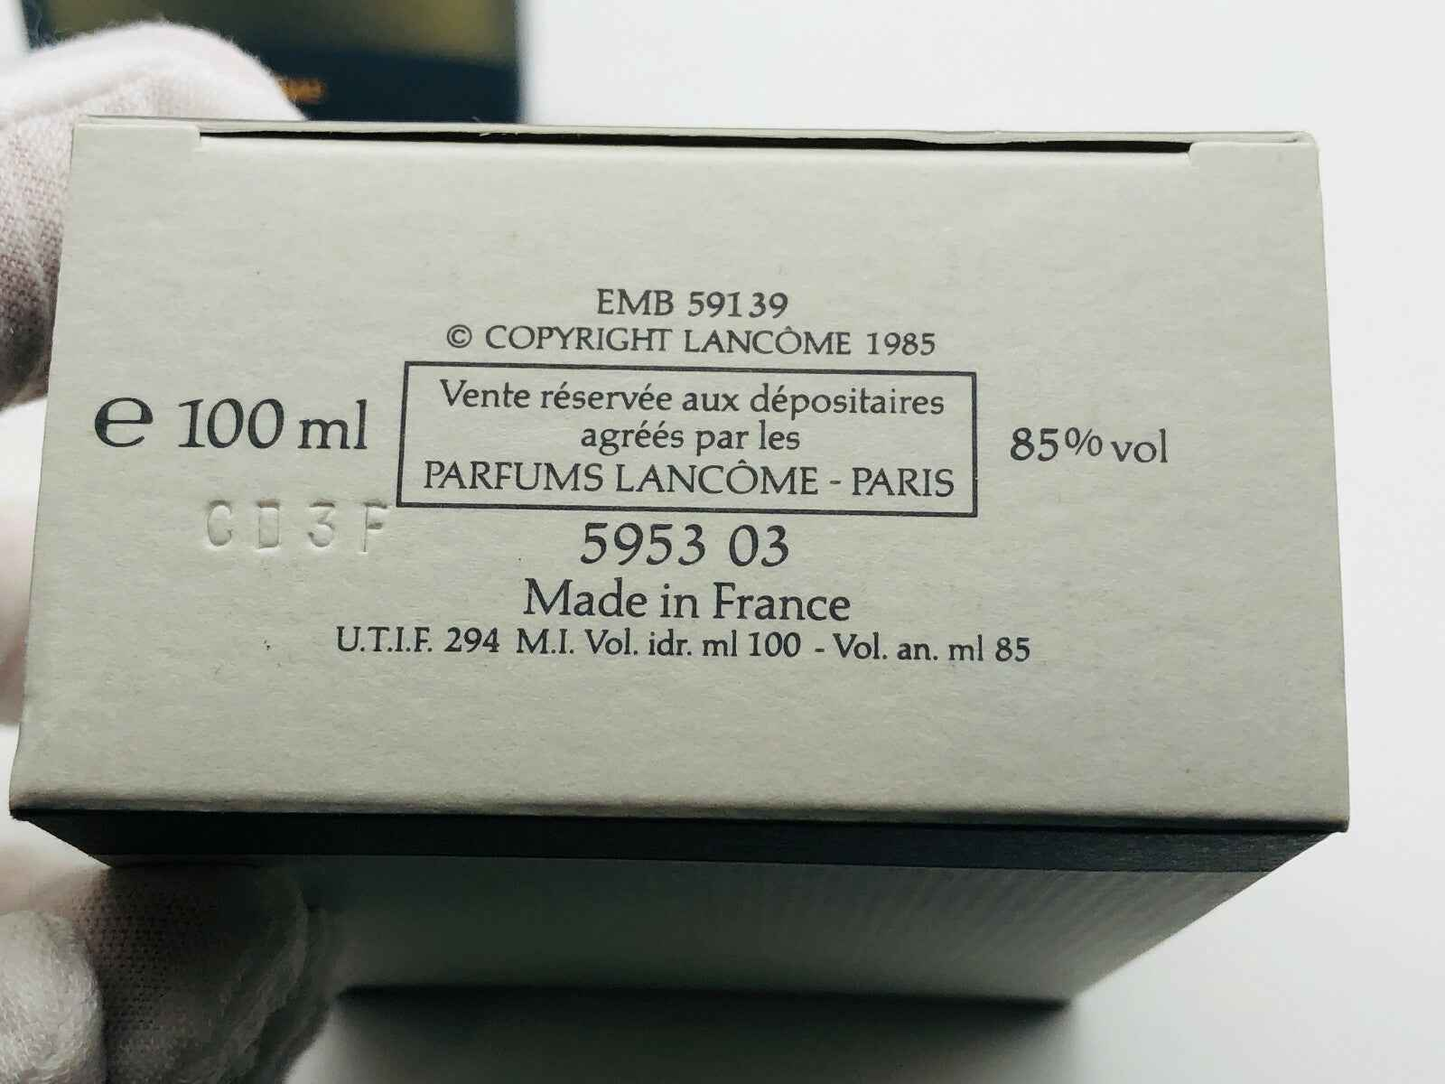 EMB 59139
© COPYRIGHT LANCÔME 1985
Vente réservée aux dépositaires
agréés par les
PARFUMS LANCÔME - PARIS
℮ 100 ml
85% vol
CD3F
5953 03
Made in France
U.T.I.F. 294 M.I. Vol. idr. ml 100 - Vol. an. ml 85